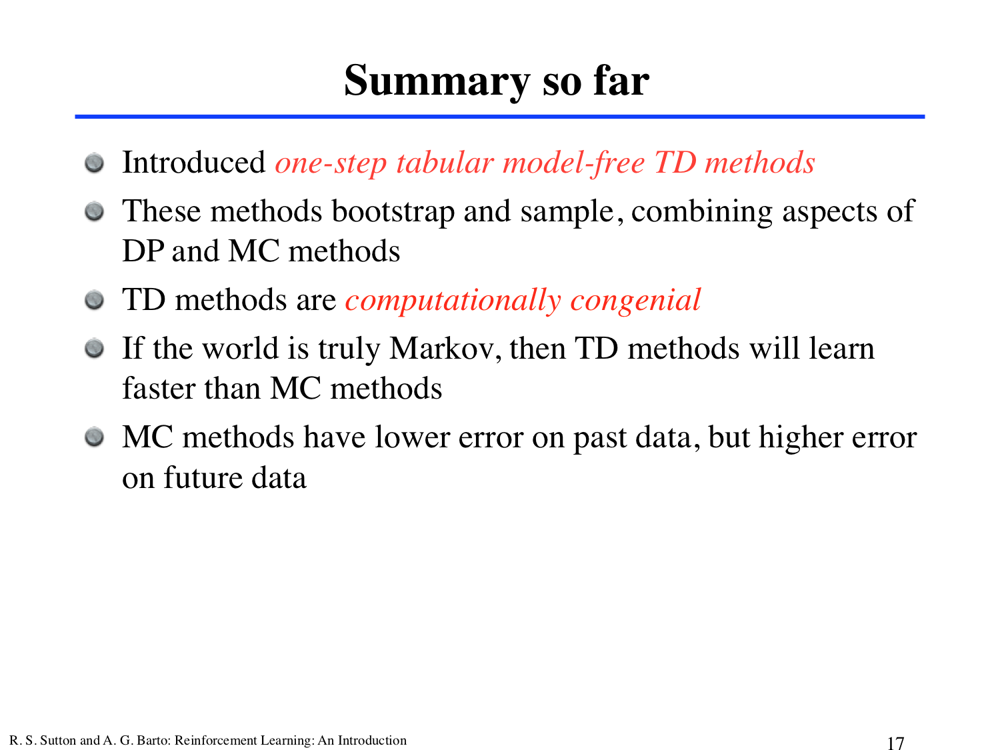 Summary so far
Introduced one-step tabular model-free TD methods
These methods bootstrap and sample, combining aspects of
DP and MC methods
TD methods are computationally congenial
If the world is truly Markov, then TD methods will learn
faster than MC methods
MC methods have lower error on past data, but higher error
on future data
R. S. Sutton and A. G. Barto: Reinforcement Learning: An Introduction
17